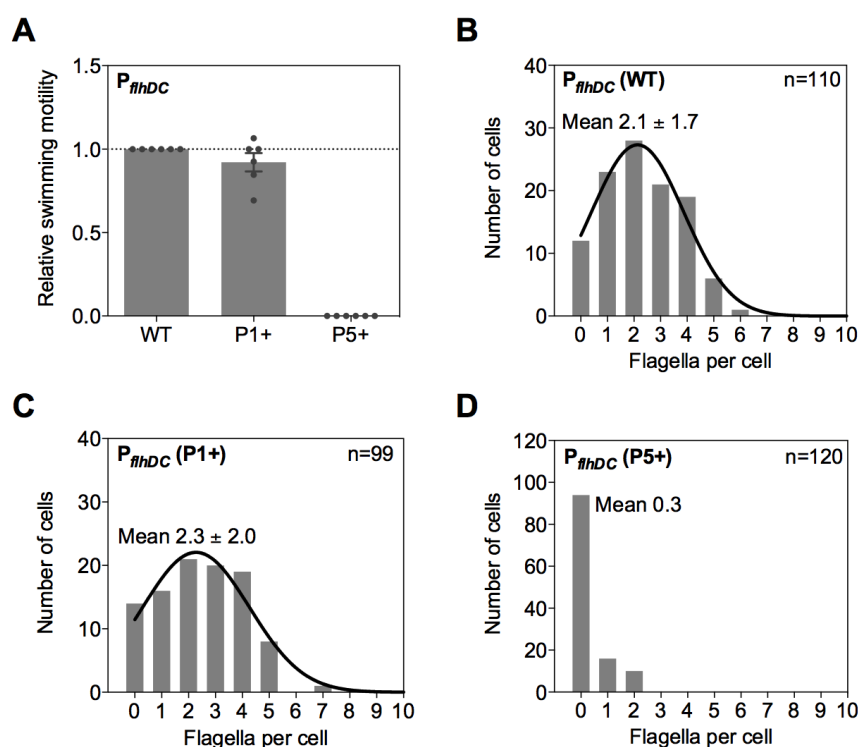 A
P flhDC
Relative swimming motility
1.5
1.0
0.5
0.0
WT P1+ P5+
B
P flhDC (WT) n=110
Mean 2.1 ± 1.7
Number of cells
40
30
20
10
0
0 1 2 3 4 5 6 7 8 9 10
Flagella per cell
C
P flhDC (P1+) n=99
Mean 2.3 ± 2.0
Number of cells
40
30
20
10
0
0 1 2 3 4 5 6 7 8 9 10
Flagella per cell
D
P flhDC (P5+) n=120
Mean 0.3
Number of cells
120
100
80
60
40
20
0
0 1 2 3 4 5 6 7 8 9 10
Flagella per cell